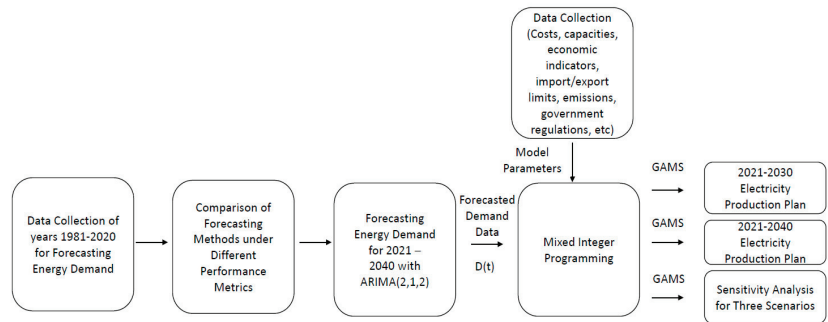 Data Collection
(Costs, capacities,
economic
indicators,
import/export
limits, emissions,
government
regulations, etc)
Model
Parameters
Data Collection of
years 1981-2020
for Forecasting
Energy Demand
Comparison of
Forecasting
Methods under
Different
Performance
Metrics
Forecasting
Energy Demand
for 2021 –
2040 with
ARIMA(2,1,2)
Forecasted
Demand
Data
D(t)
Mixed Integer
Programming
GAMS
2021-2030
Electricity
Production Plan
GAMS
2021-2040
Electricity
Production Plan
GAMS
Sensitivity Analysis
for Three Scenarios